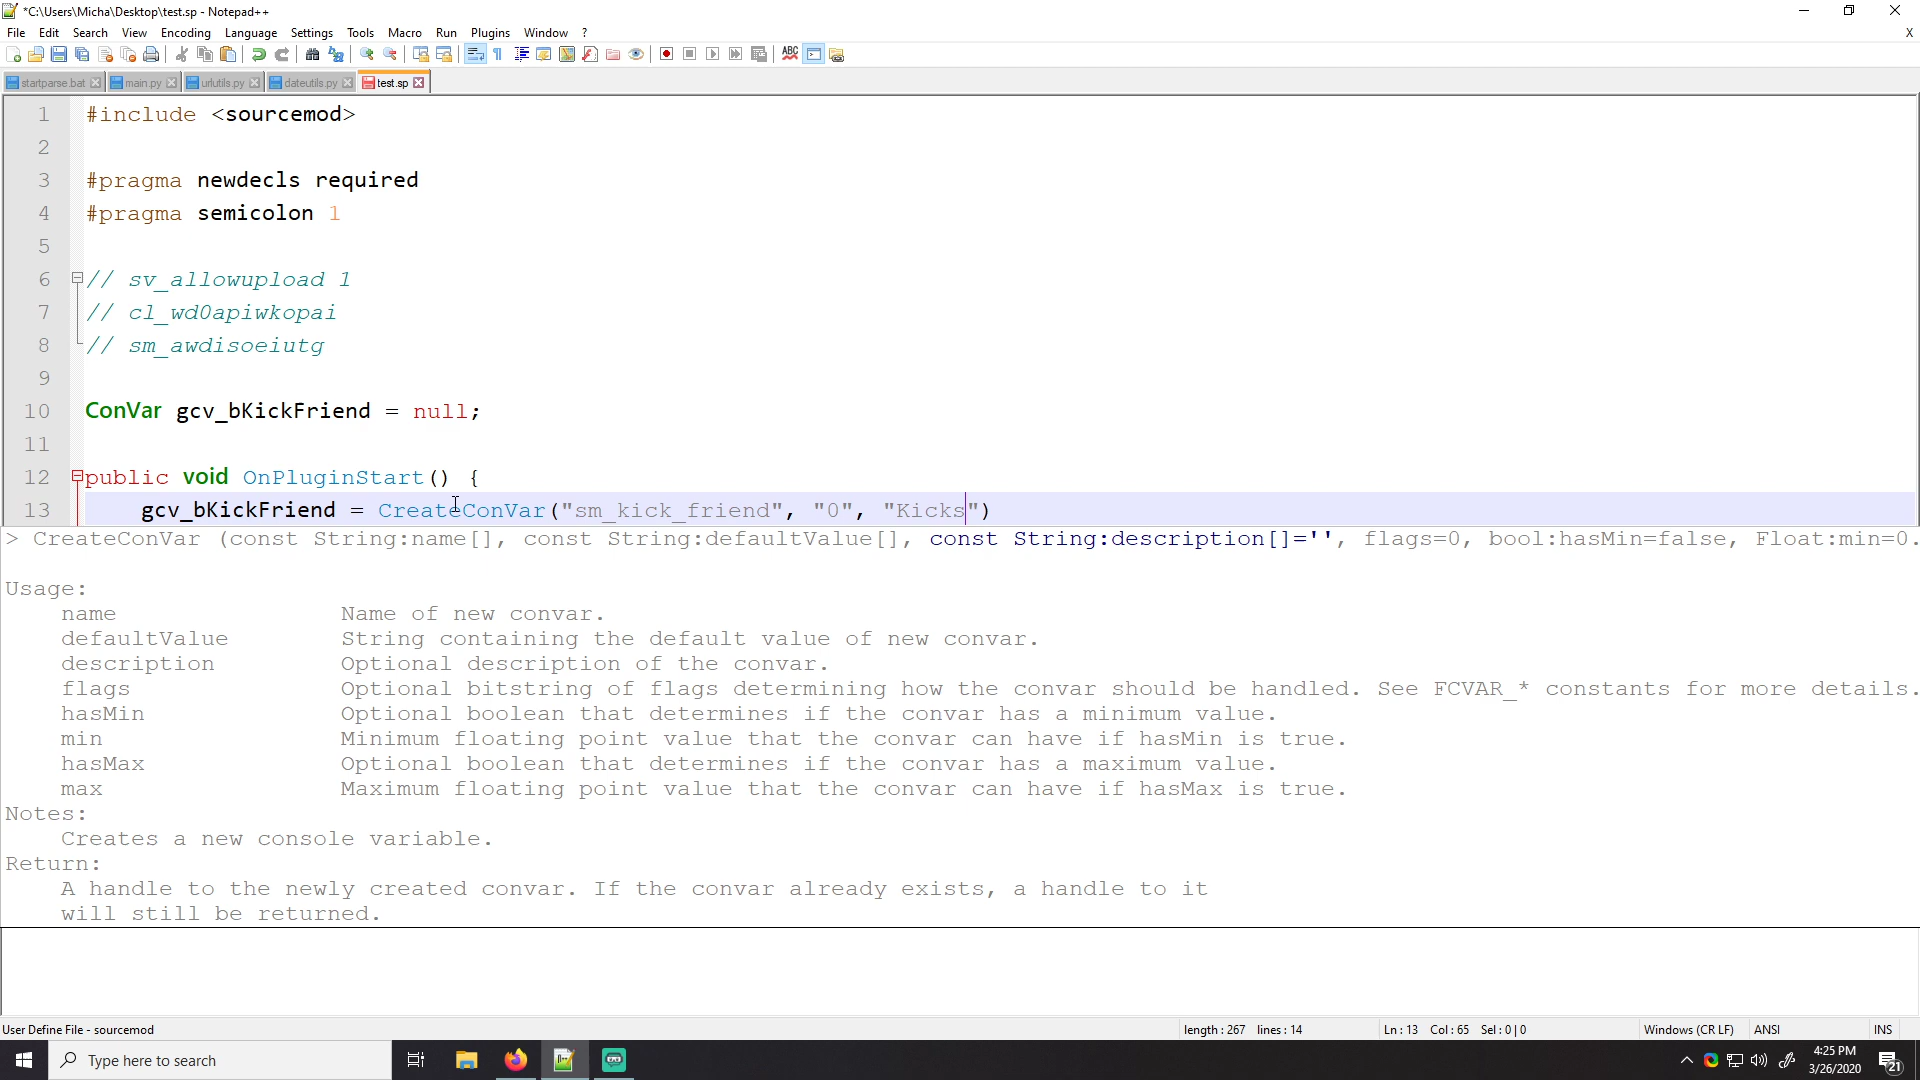 *C:\Users\Micha\Desktop\test.sp - Notepad++
File Edit Search View Encoding Language Settings Tools Macro Run Plugins Window ? X
startparse.bat main.py urlutils.py dateutils.py test.sp
1 #include <sourcemod>
2
3 #pragma newdecls required
4 #pragma semicolon 1
5
6 // sv_allowupload 1
7 // cl_wd0apiwkopai
8 // sm_awdisoeiutg
9
10 ConVar gcv_bKickFriend = null;
11
12 public void OnPluginStart() {
13 gcv_bKickFriend = CreateConVar("sm_kick_friend", "0", "Kicks")
> CreateConVar (const String:name[], const String:defaultValue[], const String:description[]='', flags=0, bool:hasMin=false, Float:min=0.
Usage:
name Name of new convar.
defaultValue String containing the default value of new convar.
description Optional description of the convar.
flags Optional bitstring of flags determining how the convar should be handled. See FCVAR_* constants for more details.
hasMin Optional boolean that determines if the convar has a minimum value.
min Minimum floating point value that the convar can have if hasMin is true.
hasMax Optional boolean that determines if the convar has a maximum value.
max Maximum floating point value that the convar can have if hasMax is true.
Notes:
Creates a new console variable.
Return:
A handle to the newly created convar. If the convar already exists, a handle to it
will still be returned.
User Define File - sourcemod length : 267 lines : 14 Ln : 13 Col : 65 Sel : 0 | 0 Windows (CR LF) ANSI INS
Type here to search 4:25 PM
3/26/2020 21